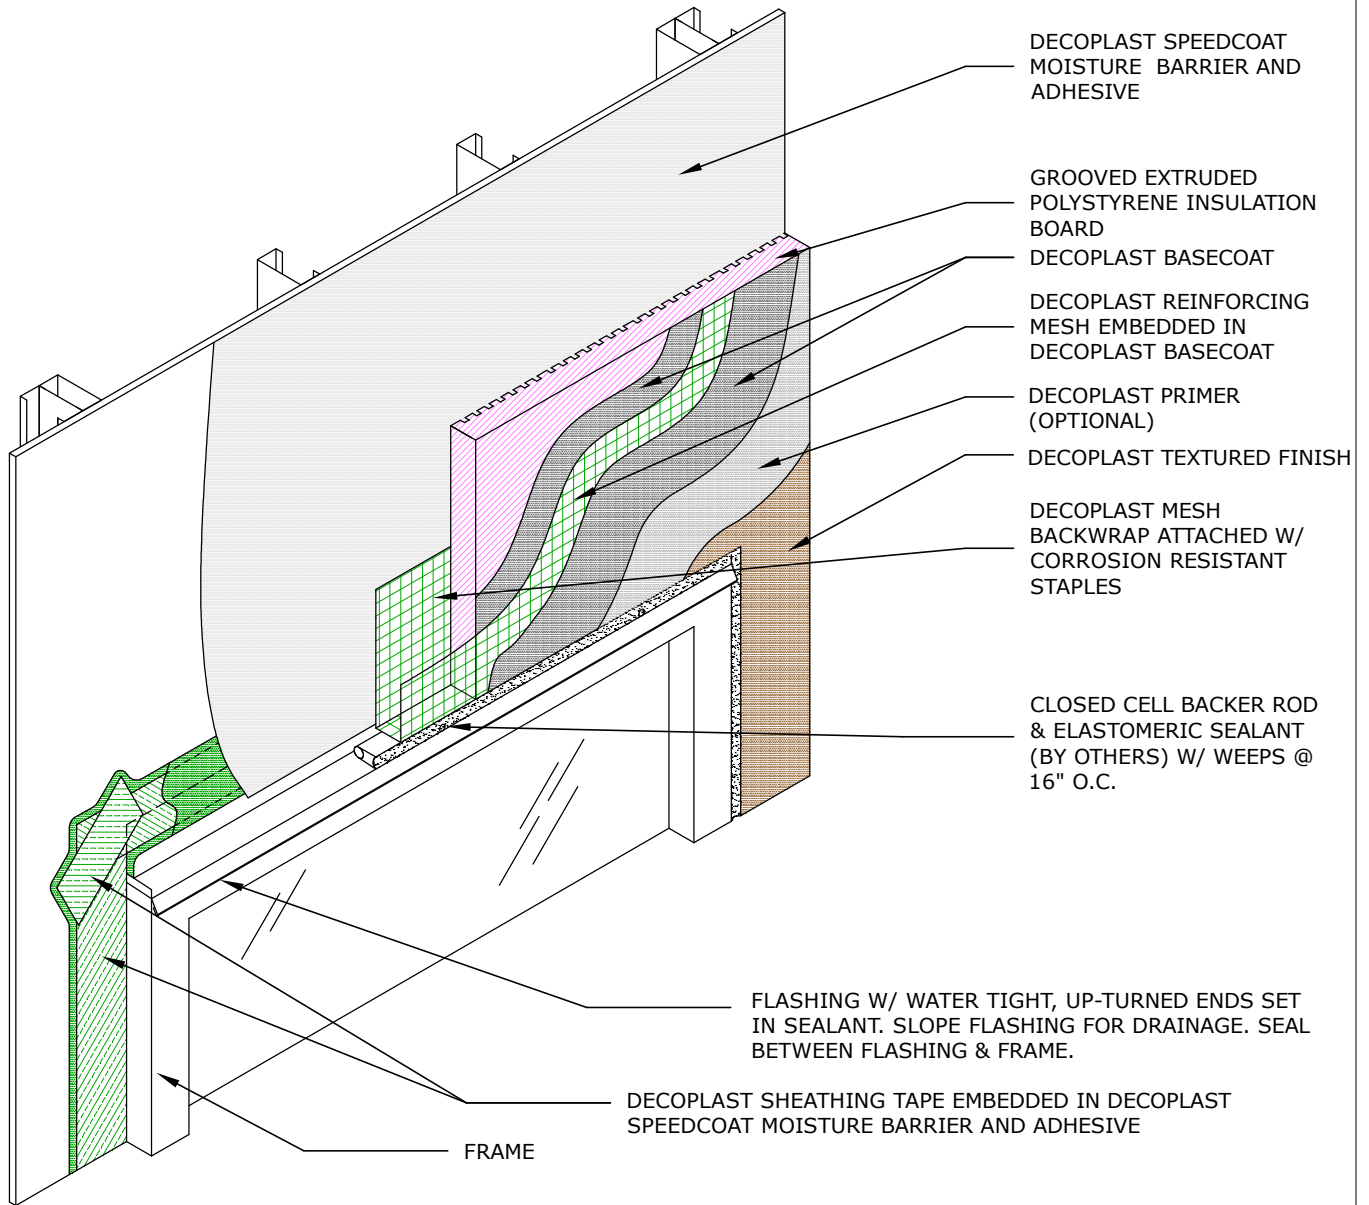 DECOPLAST SPEEDCOAT
MOISTURE BARRIER AND
ADHESIVE
GROOVED EXTRUDED
POLYSTYRENE INSULATION
BOARD
DECOPLAST BASECOAT
DECOPLAST REINFORCING
MESH EMBEDDED IN
DECOPLAST BASECOAT
DECOPLAST PRIMER
(OPTIONAL)
DECOPLAST TEXTURED FINISH
DECOPLAST MESH
BACKWRAP ATTACHED W/
CORROSION RESISTANT
STAPLES
CLOSED CELL BACKER ROD
& ELASTOMERIC SEALANT
(BY OTHERS) W/ WEEPS @
16" O.C.
FLASHING W/ WATER TIGHT, UP-TURNED ENDS SET
IN SEALANT. SLOPE FLASHING FOR DRAINAGE. SEAL
BETWEEN FLASHING & FRAME.
DECOPLAST SHEATHING TAPE EMBEDDED IN DECOPLAST
SPEEDCOAT MOISTURE BARRIER AND ADHESIVE
FRAME